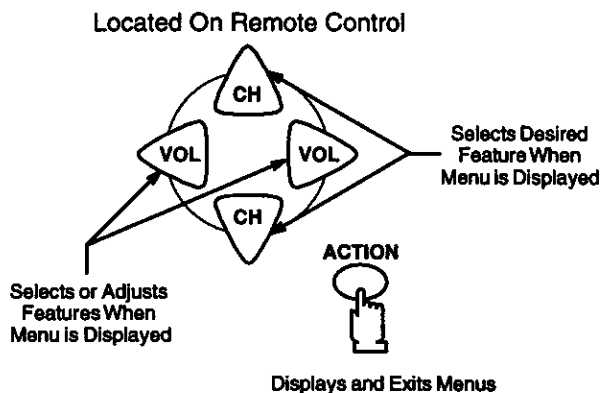 Located On Remote Control
CH
VOL
VOL
CH
Selects Desired
Feature When
Menu is Displayed
Selects or Adjusts
Features When
Menu is Displayed
ACTION
Displays and Exits Menus